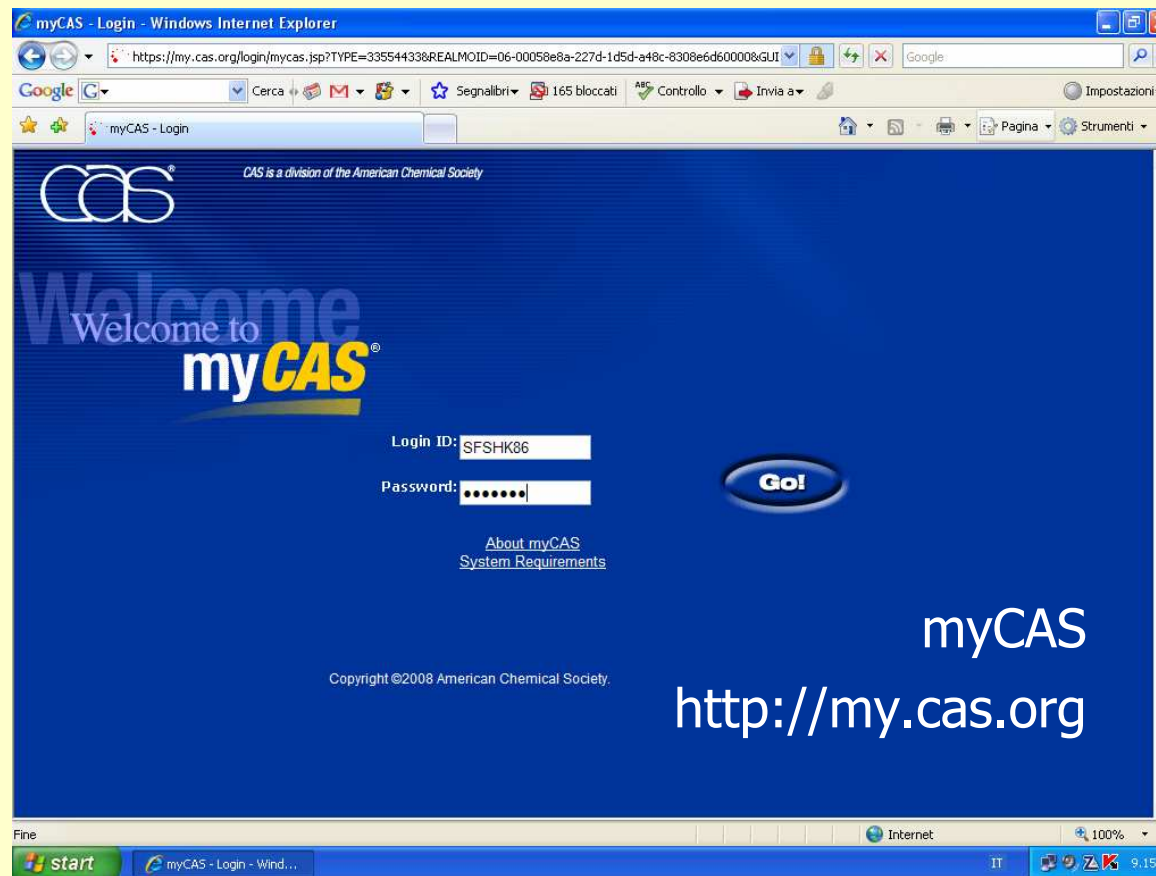 myCAS - Login - Windows Internet Explorer
https://my.cas.org/login/mycas.jsp?TYPE=33554433&REALMOID=06-00058e8a-227d-1d5d-a48c-8308e6d60000&GUI
Google
Google G Cerca M Segnalibri 165 bloccati ABC Controllo Invia a Impostazioni
myCAS - Login Pagina Strumenti
cas® CAS is a division of the American Chemical Society
Welcome
Welcome to
myCAS®
Login ID: SFSHK86
Password: •••••••
Go!
About myCAS
System Requirements
myCAS
Copyright ©2008 American Chemical Society.
http://my.cas.org
Fine Internet 100%
start myCAS - Login - Wind... IT 9.15